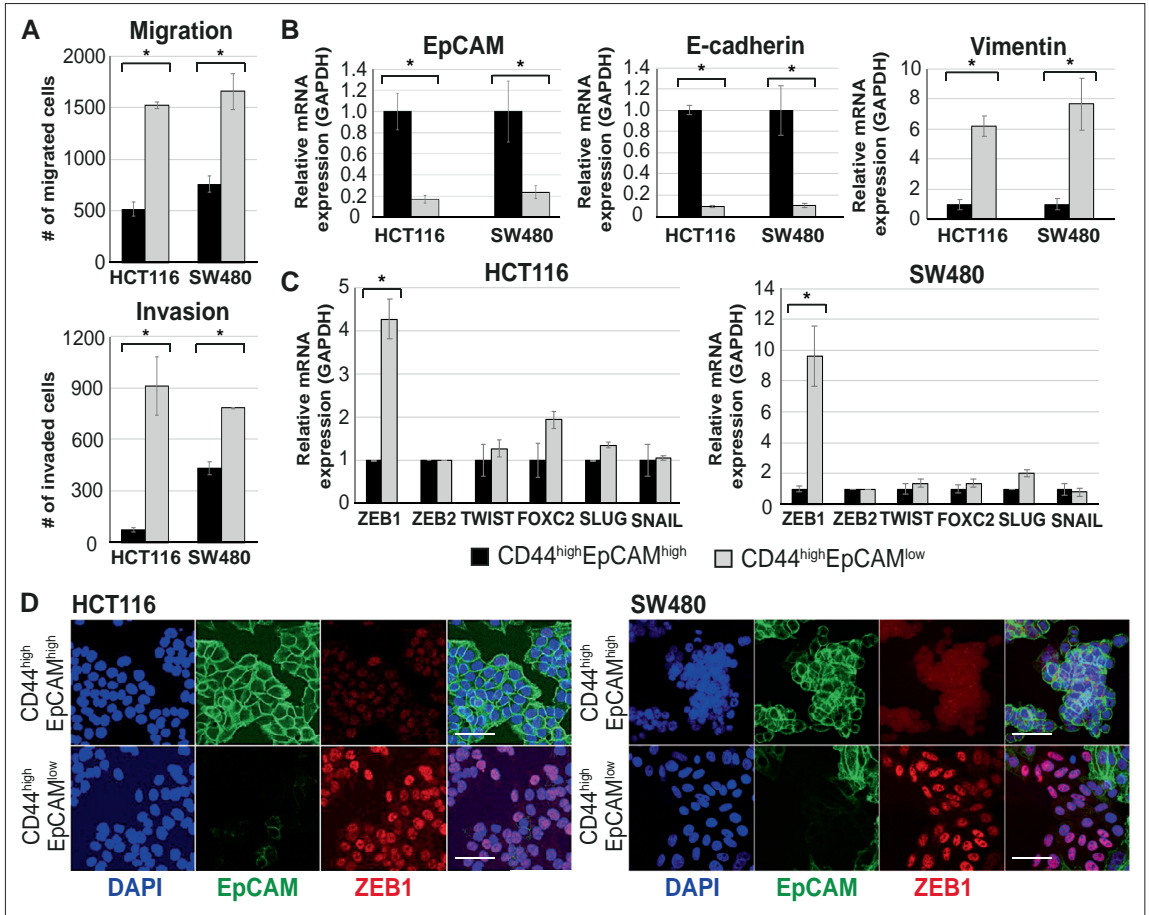 A
Migration
# of migrated cells
2000
1500
1000
500
0
* *
HCT116 SW480
Invasion
# of invaded cells
1200
900
600
300
0
* *
HCT116 SW480
B
EpCAM
Relative mRNA
expression (GAPDH)
1.4
1.2
1.0
0.8
0.6
0.4
0.2
0
* *
HCT116 SW480
E-cadherin
Relative mRNA
expression (GAPDH)
1.4
1.2
1.0
0.8
0.6
0.4
0.2
0
* *
HCT116 SW480
Vimentin
Relative mRNA
expression (GAPDH)
10
8
6
4
2
0
* *
HCT116 SW480
C
HCT116
Relative mRNA
expression (GAPDH)
5
4
3
2
1
0
*
ZEB1 ZEB2 TWIST FOXC2 SLUG SNAIL
SW480
Relative mRNA
expression (GAPDH)
14
12
10
8
6
4
2
0
*
ZEB1 ZEB2 TWIST FOXC2 SLUG SNAIL
CD44highEpCAMhigh CD44highEpCAMlow
D
HCT116
CD44high
EpCAMhigh
CD44high
EpCAMlow
DAPI EpCAM ZEB1
SW480
CD44high
EpCAMhigh
CD44high
EpCAMlow
DAPI EpCAM ZEB1